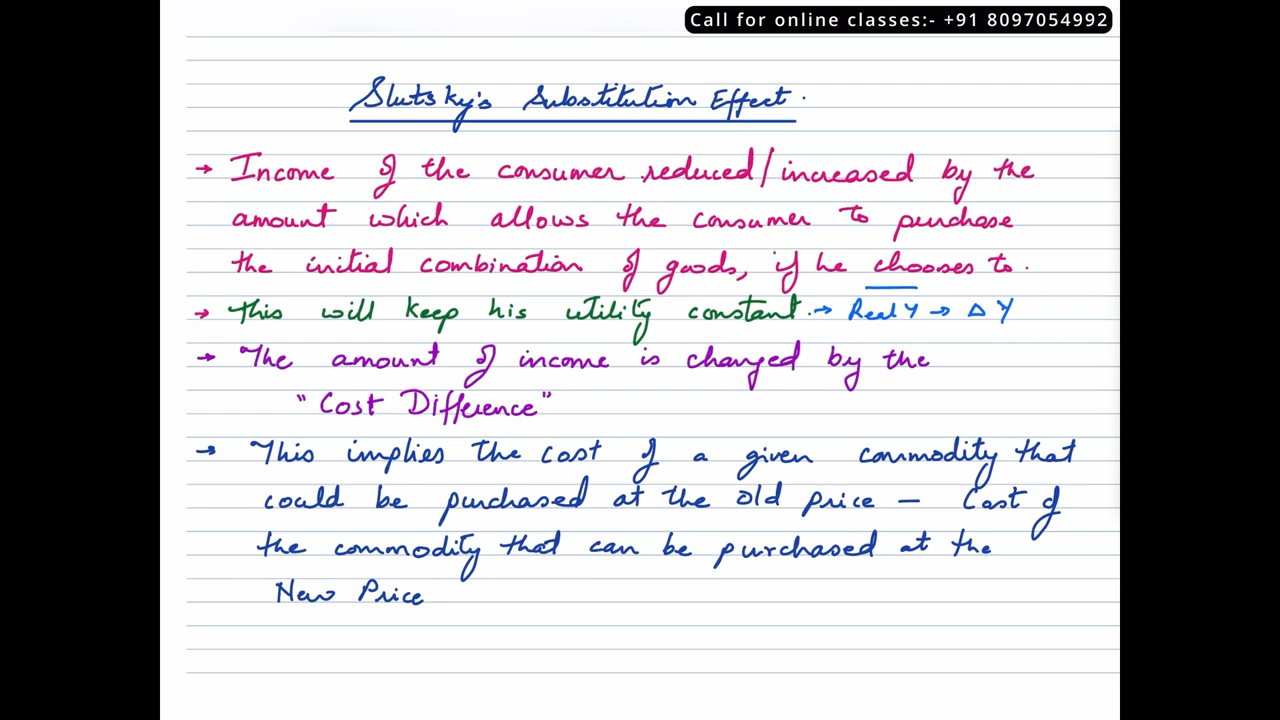 Call for online classes:- +91 8097054992
Slutsky's Substitution Effect.
→ Income of the consumer reduced/increased by the
amount which allows the consumer to purchase
the initial combination of goods, if he chooses to.
→ This will keep his utility constant. → Real Y → Δ Y
→ The amount of income is changed by the
"Cost Difference"
→ This implies the cost of a given commodity that
could be purchased at the old price – Cost of
the commodity that can be purchased at the
New Price